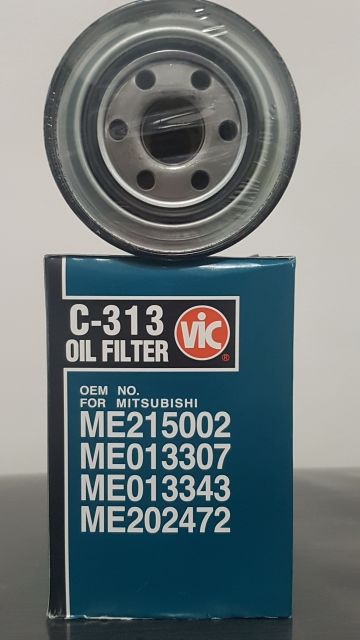 C-313
OIL FILTER
VIC
®
OEM NO.
FOR MITSUBISHI
ME215002
ME013307
ME013343
ME202472